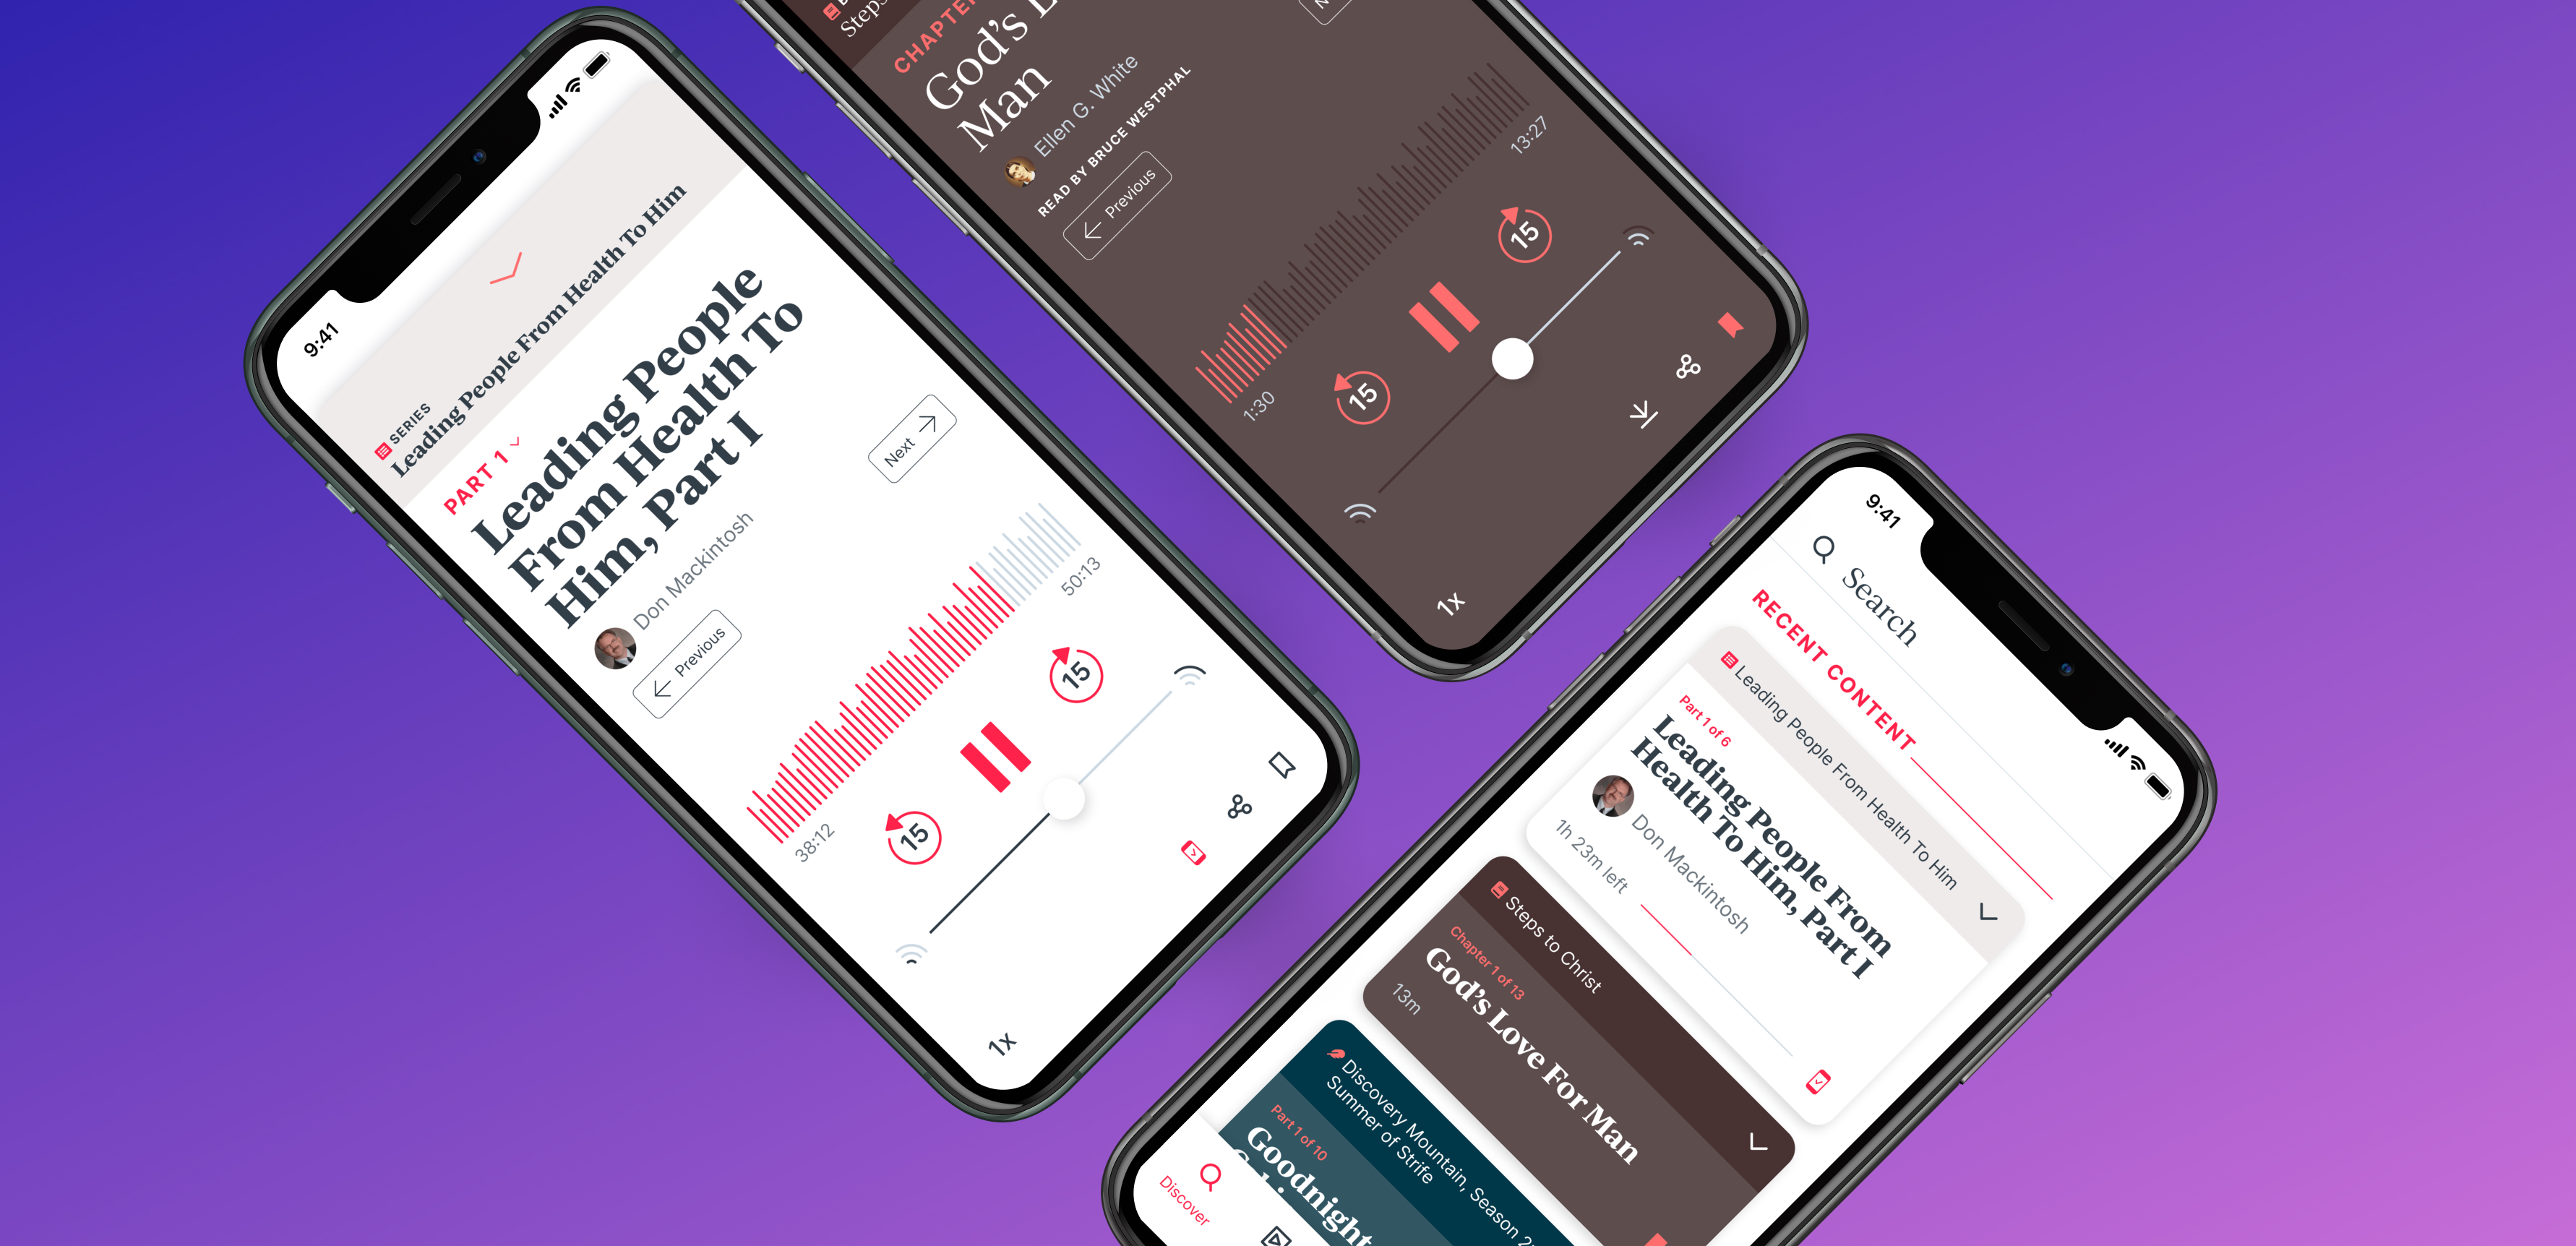 9:41
SERIES
Leading People From Health To Him
PART 1
Leading People
From Health To
Him, Part I
Don Mackintosh
Previous
Next
38:12
50:13
15
15
1x
Steps
CHAPTER
God's L
Man
Ellen G. White
READ BY BRUCE WESTPHAL
Previous
1:30
13:27
15
15
1x
9:41
Search
RECENT CONTENT
Leading People From Health To Him
Part 1 of 6
Leading People From
Health To Him, Part I
Don Mackintosh
1h 23m left
Steps to Christ
Chapter 1 of 13
God's Love For Man
13m
Discovery Mountain, Season 2
Summer of Strife
Part 1 of 10
Goodnight
Discover